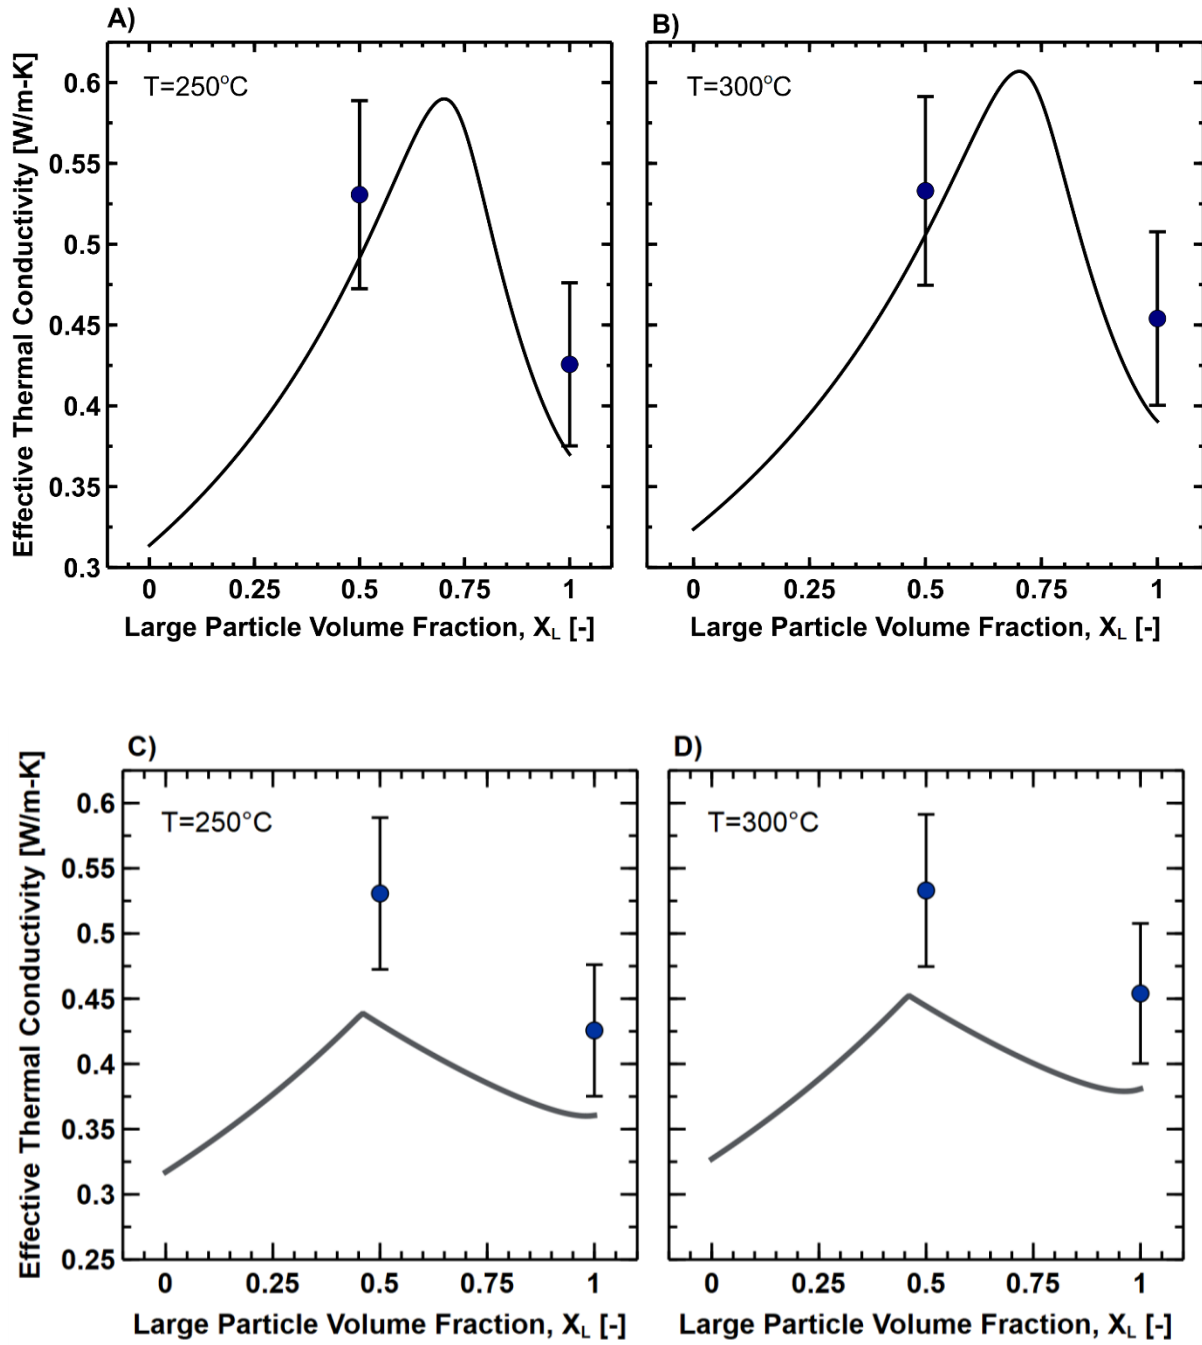 A)
T=250°C
Effective Thermal Conductivity [W/m-K]
0.6
0.55
0.5
0.45
0.4
0.35
0.3
0 0.25 0.5 0.75 1
Large Particle Volume Fraction, XL [-]
B)
T=300°C
0 0.25 0.5 0.75 1
Large Particle Volume Fraction, XL [-]
C)
T=250°C
Effective Thermal Conductivity [W/m-K]
0.6
0.55
0.5
0.45
0.4
0.35
0.3
0.25
0 0.25 0.5 0.75 1
Large Particle Volume Fraction, XL [-]
D)
T=300°C
0 0.25 0.5 0.75 1
Large Particle Volume Fraction, XL [-]